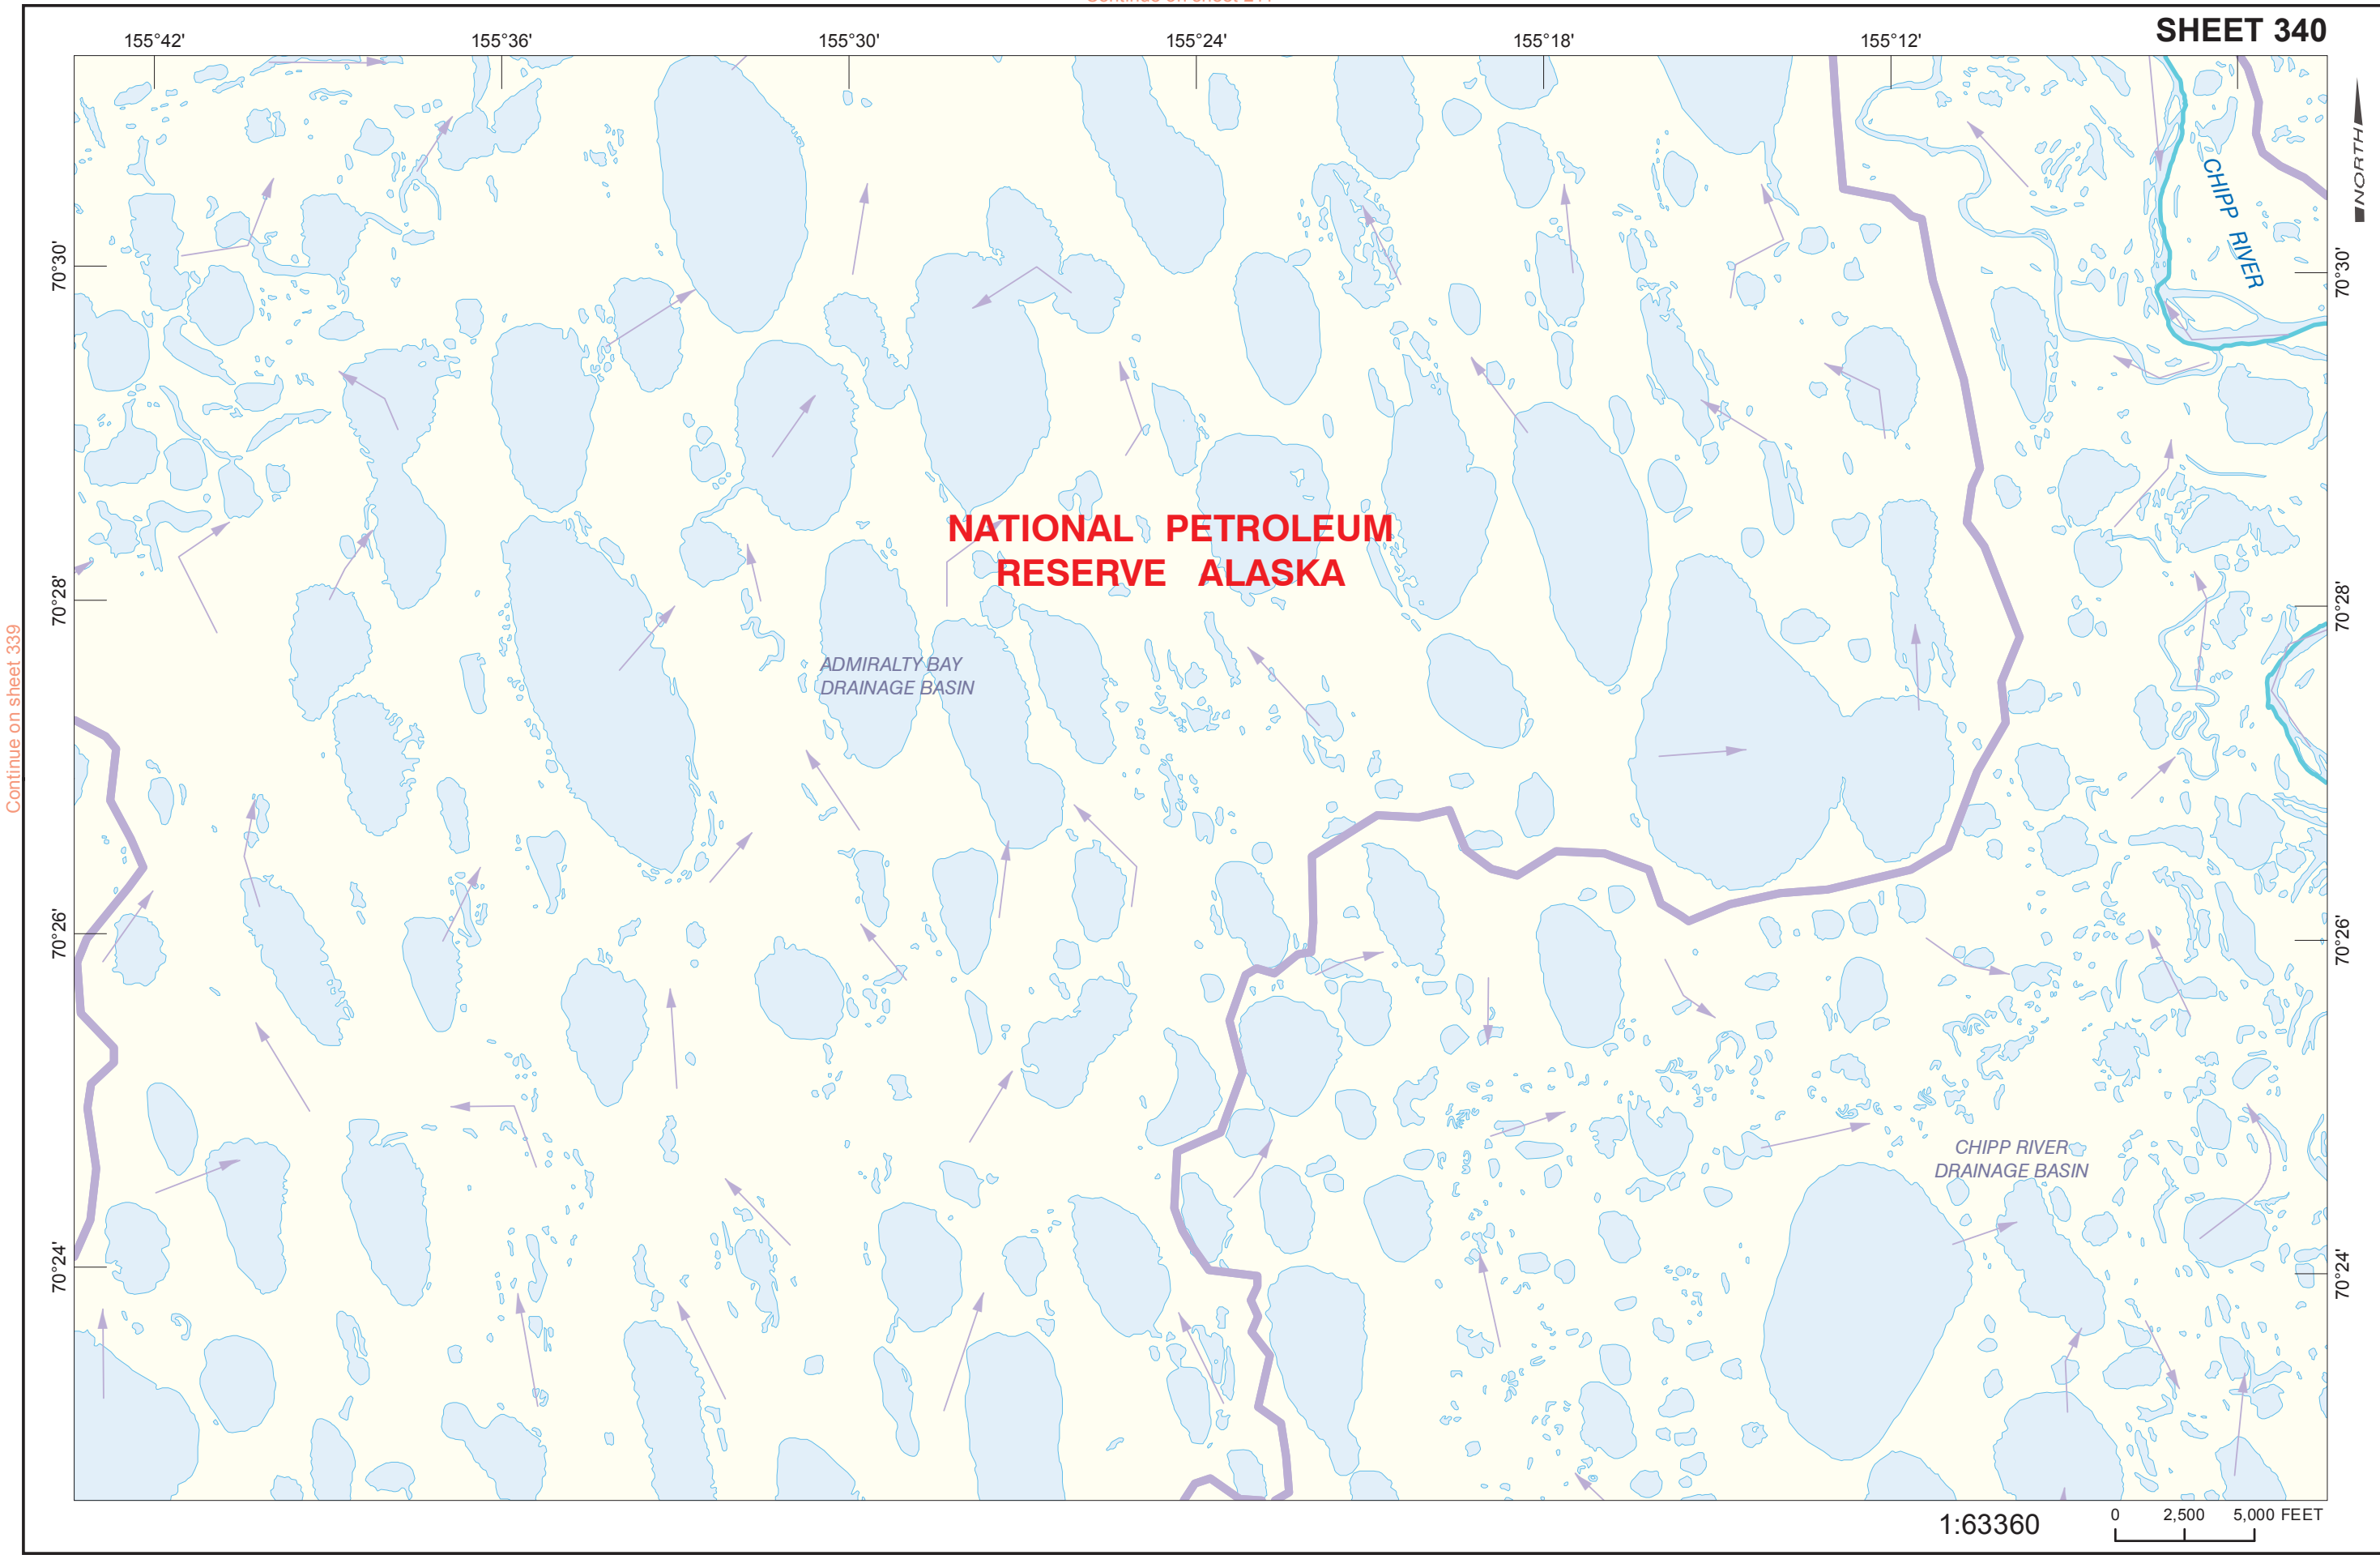 SHEET 340
155°42'
155°36'
155°30'
155°24'
155°18'
155°12'
NORTH
CHIPP RIVER
70°30'
70°30'
NATIONAL PETROLEUM
RESERVE ALASKA
70°28'
70°28'
Continue on sheet 339
ADMIRALTY BAY
DRAINAGE BASIN
70°26'
70°26'
CHIPP RIVER
DRAINAGE BASIN
70°24'
70°24'
1:63360
0 2,500 5,000 FEET